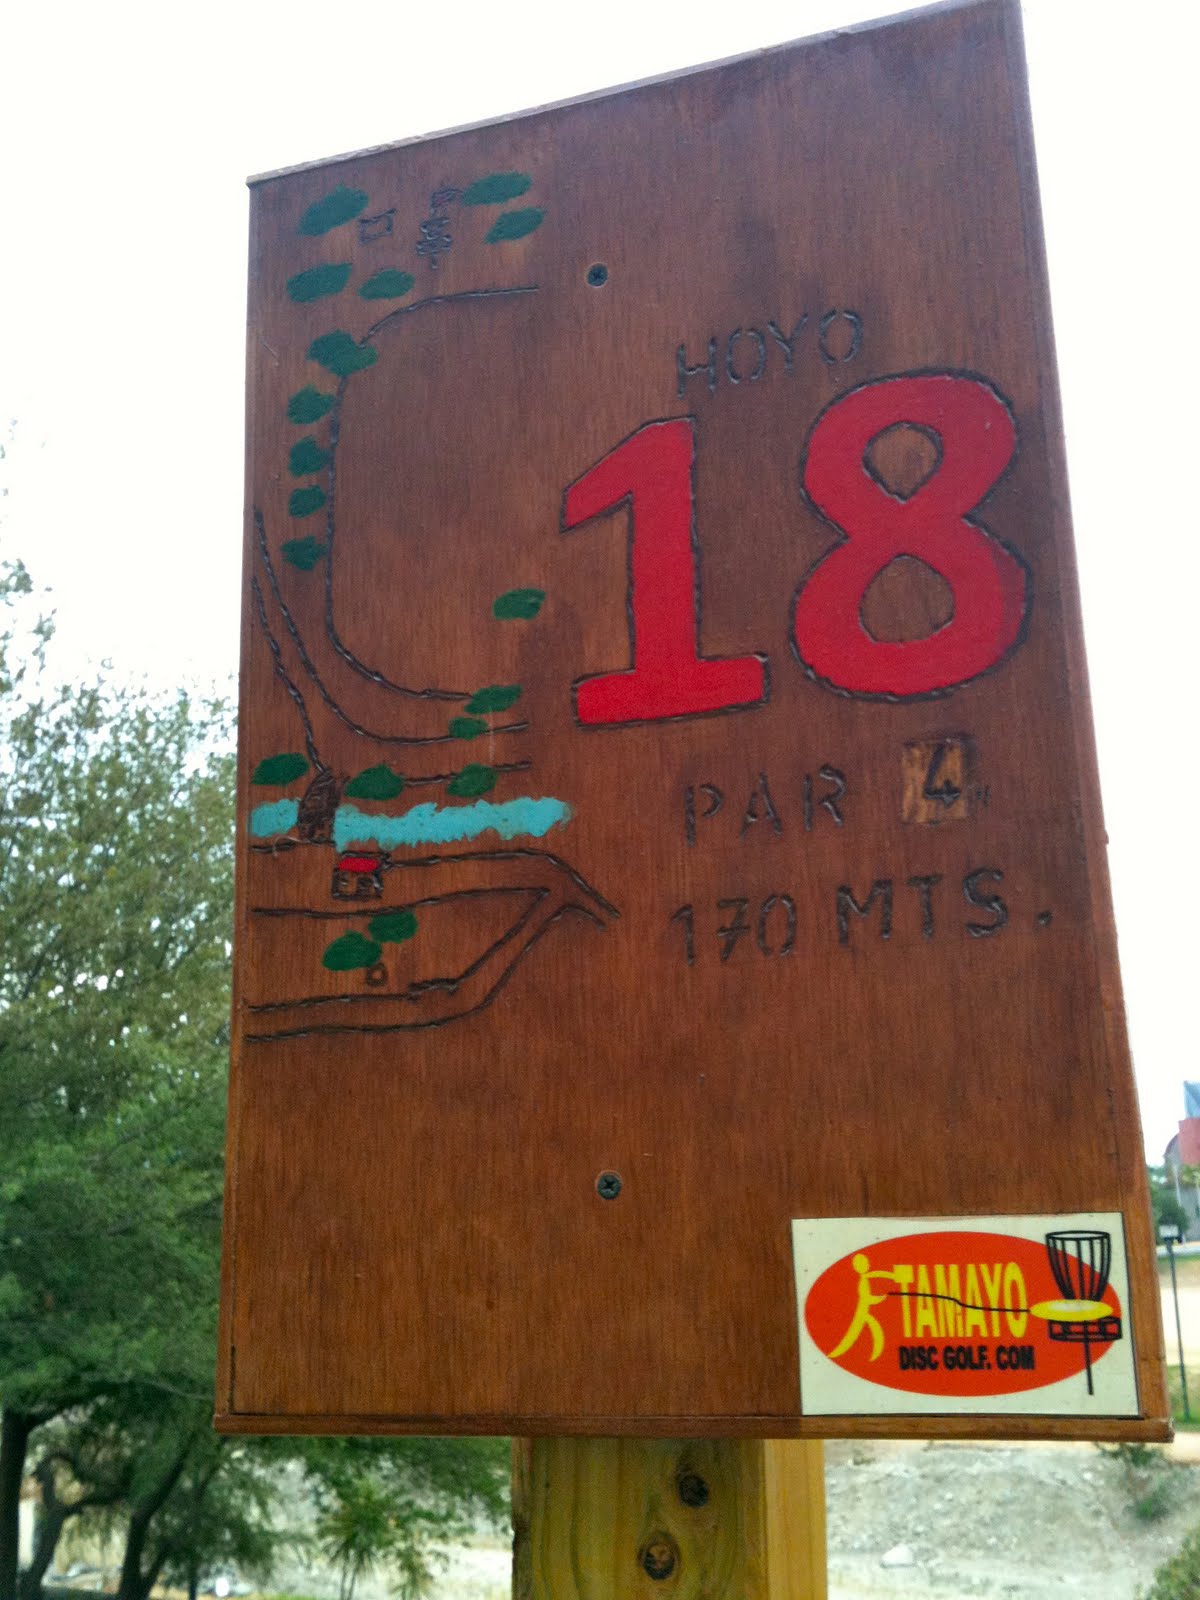 HOYO
18
PAR 4
170 MTS.
TAMAYO
DISC GOLF. COM